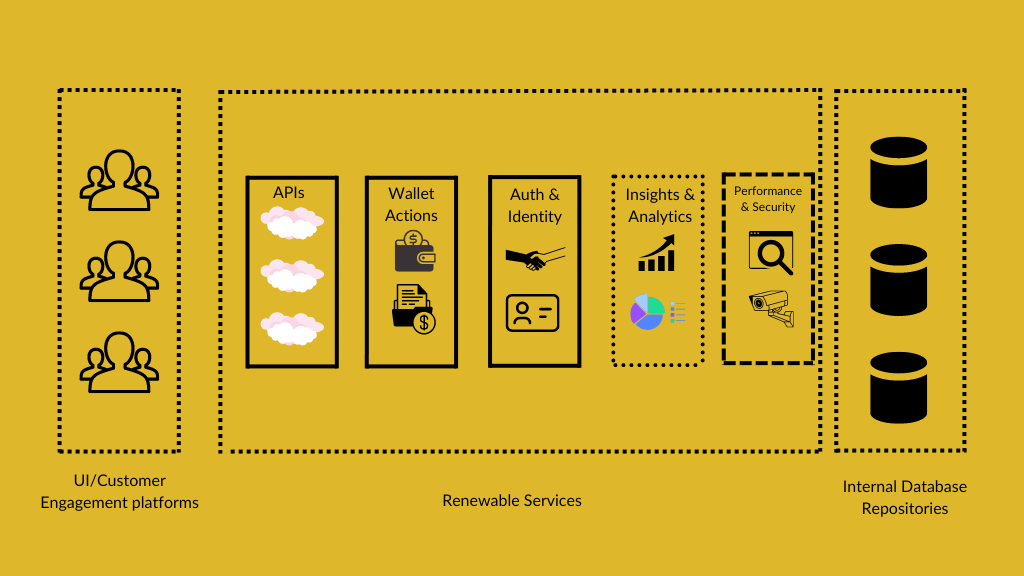 APIs
Wallet
Actions
Auth &
Identity
Insights &
Analytics
Performance
& Security
UI/Customer
Engagement platforms
Renewable Services
Internal Database
Repositories